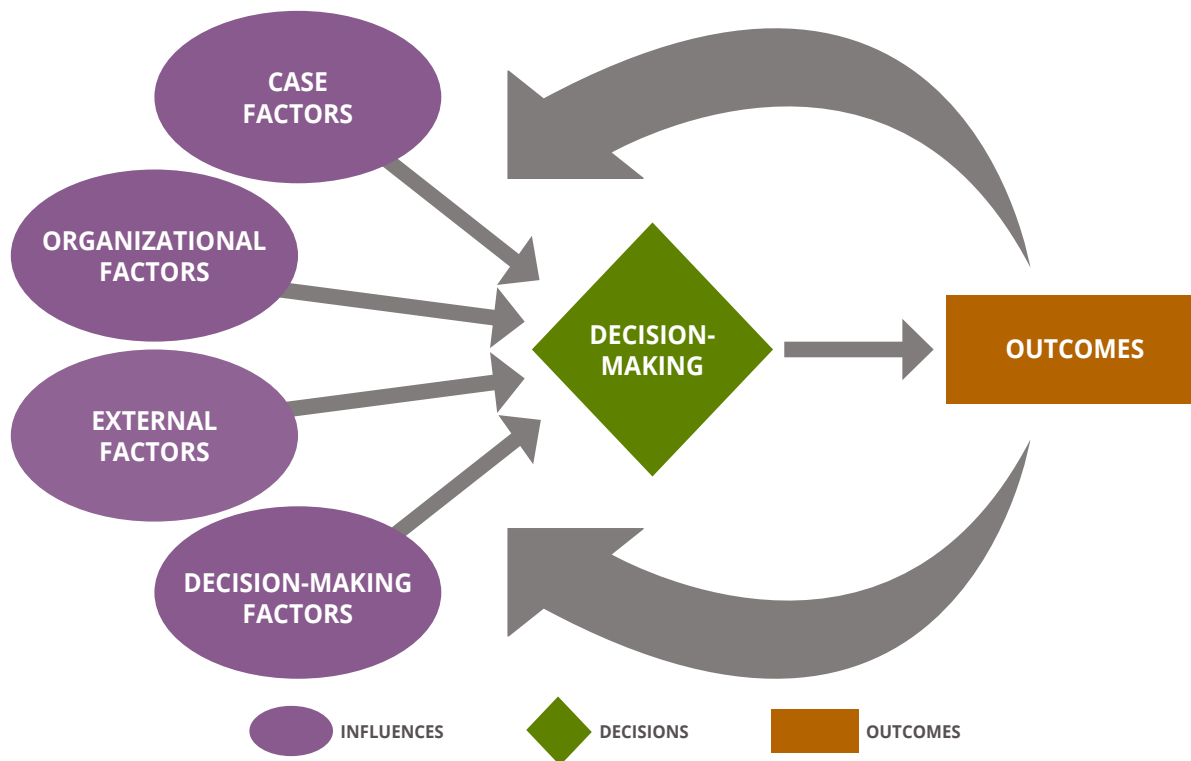 CASE
FACTORS
ORGANIZATIONAL
FACTORS
EXTERNAL
FACTORS
DECISION-MAKING
FACTORS
DECISION-
MAKING
OUTCOMES
INFLUENCES
DECISIONS
OUTCOMES